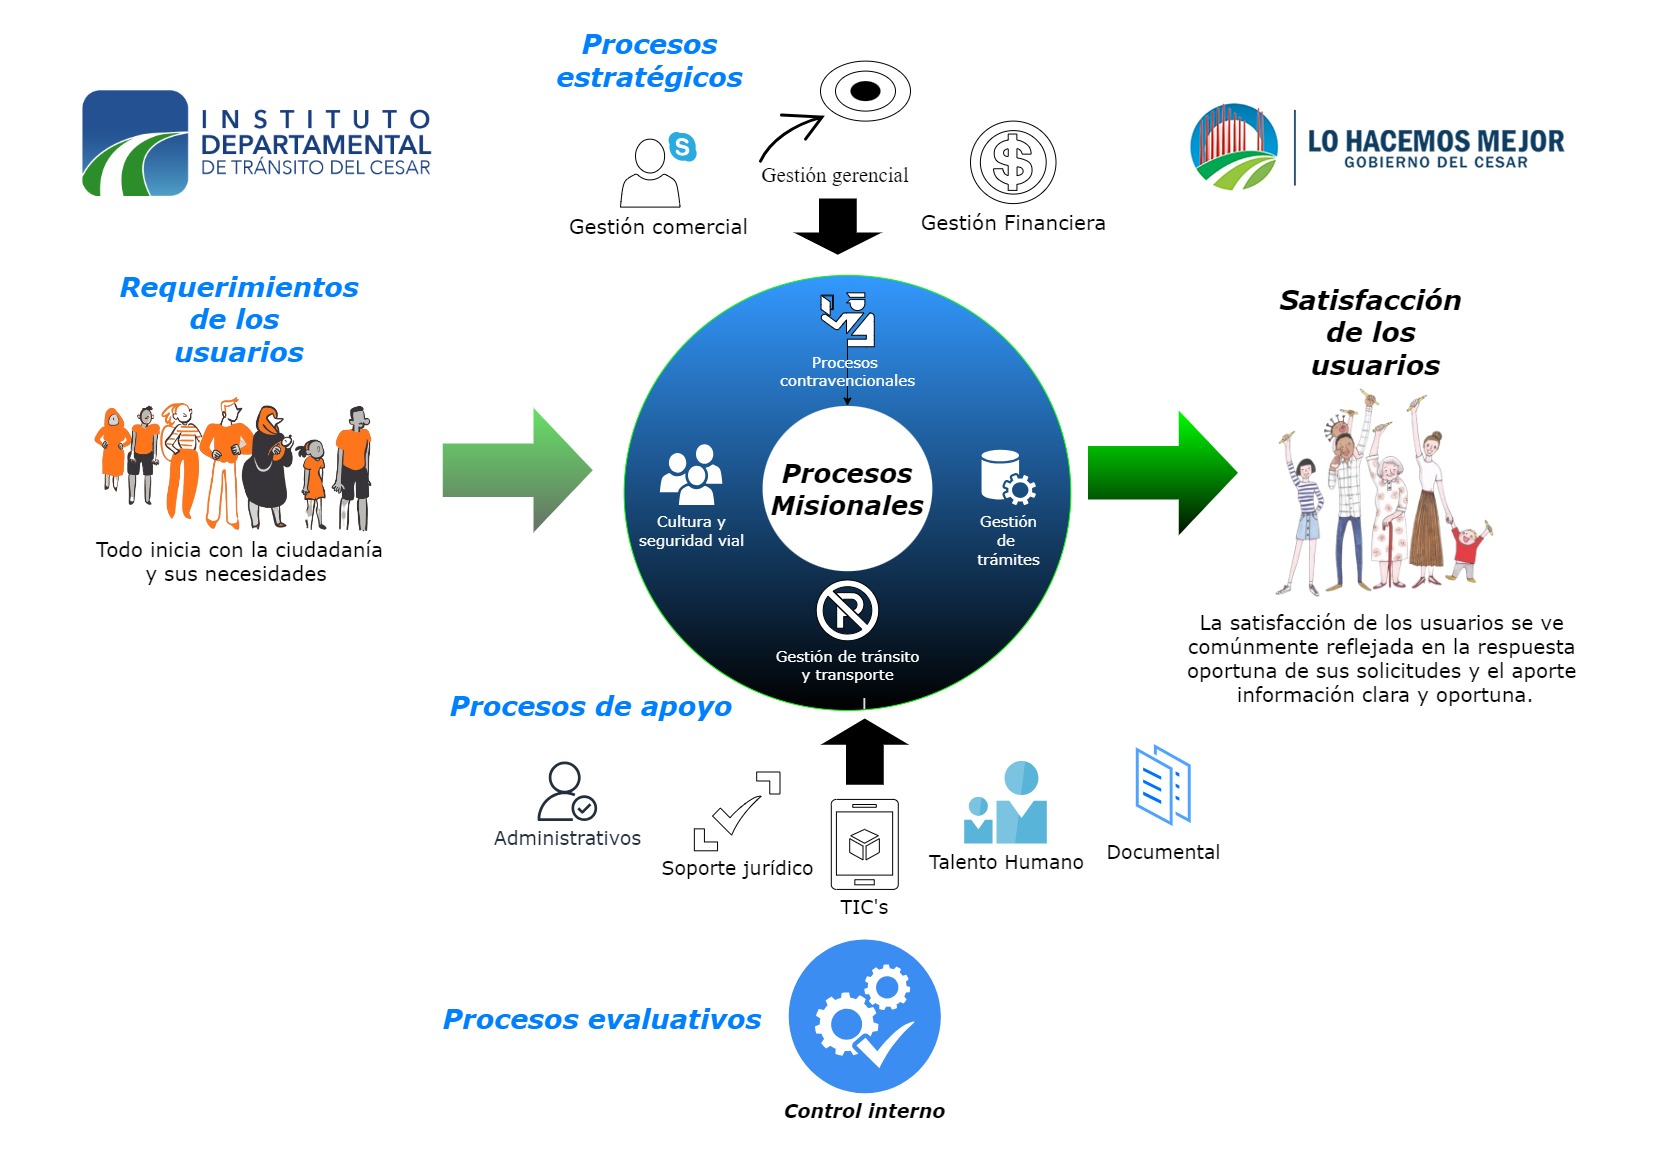 Procesos
estratégicos
INSTITUTO
DEPARTAMENTAL
DE TRÁNSITO DEL CESAR
S
Gestión comercial
Gestión gerencial
$
Gestión Financiera
LO HACEMOS MEJOR
GOBIERNO DEL CESAR
Requerimientos
de los
usuarios
Todo inicia con la ciudadanía
y sus necesidades
Procesos
contravencionales
Cultura y
seguridad vial
Procesos
Misionales
Gestión
de
trámites
P
Gestión de tránsito
y transporte
Satisfacción
de los
usuarios
La satisfacción de los usuarios se ve
comúnmente reflejada en la respuesta
oportuna de sus solicitudes y el aporte
información clara y oportuna.
Procesos de apoyo
Administrativos
Soporte jurídico
TIC's
Talento Humano
Documental
Procesos evaluativos
Control interno